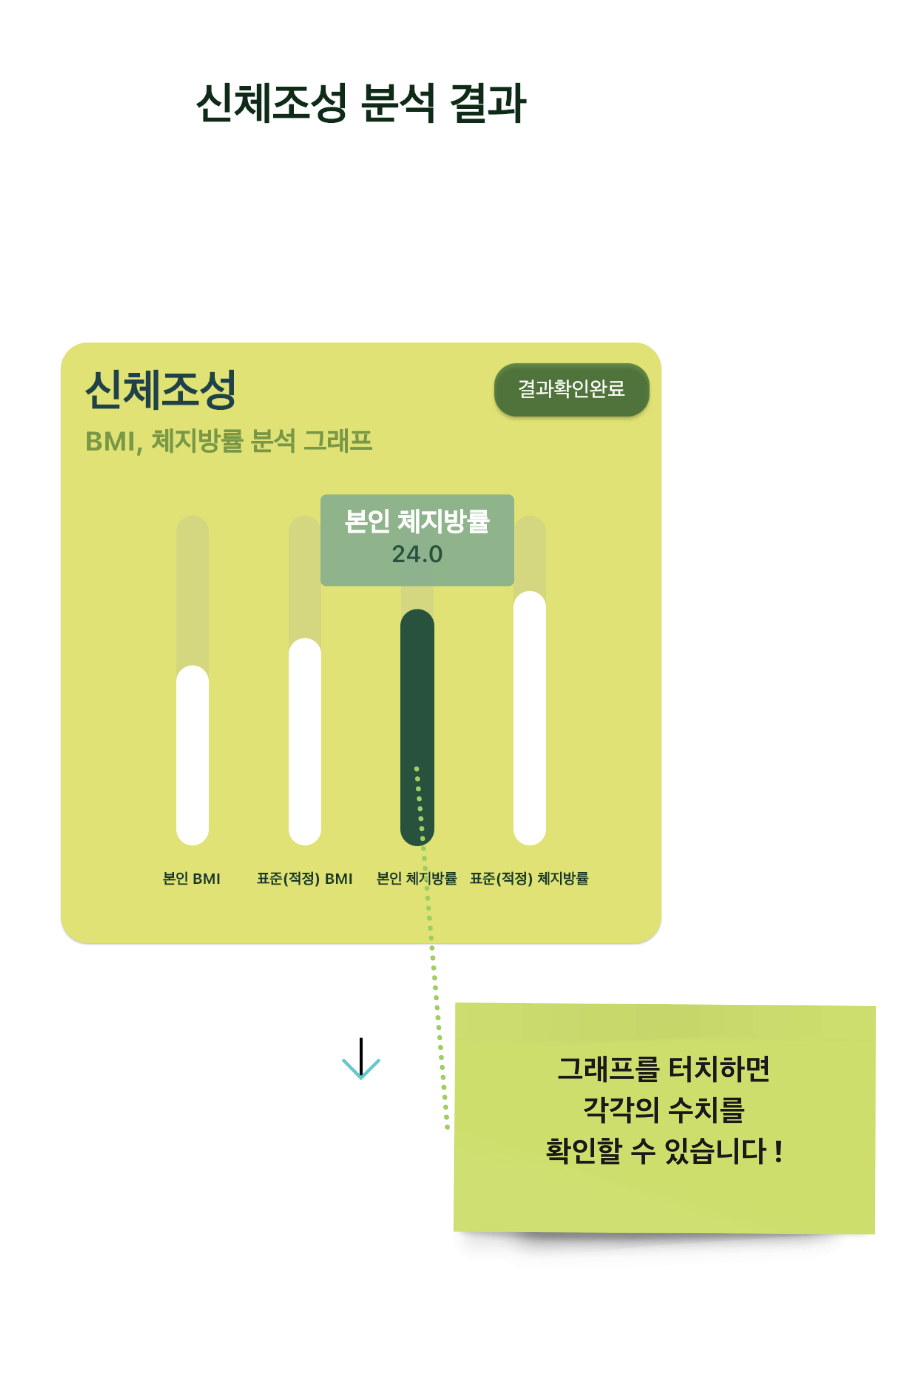 신체조성 분석 결과
신체조성
결과확인완료
BMI, 체지방률 분석 그래프
본인 체지방률
24.0
본인 BMI
표준(적정) BMI
본인 체지방률
표준(적정) 체지방률
그래프를 터치하면
각각의 수치를
확인할 수 있습니다 !